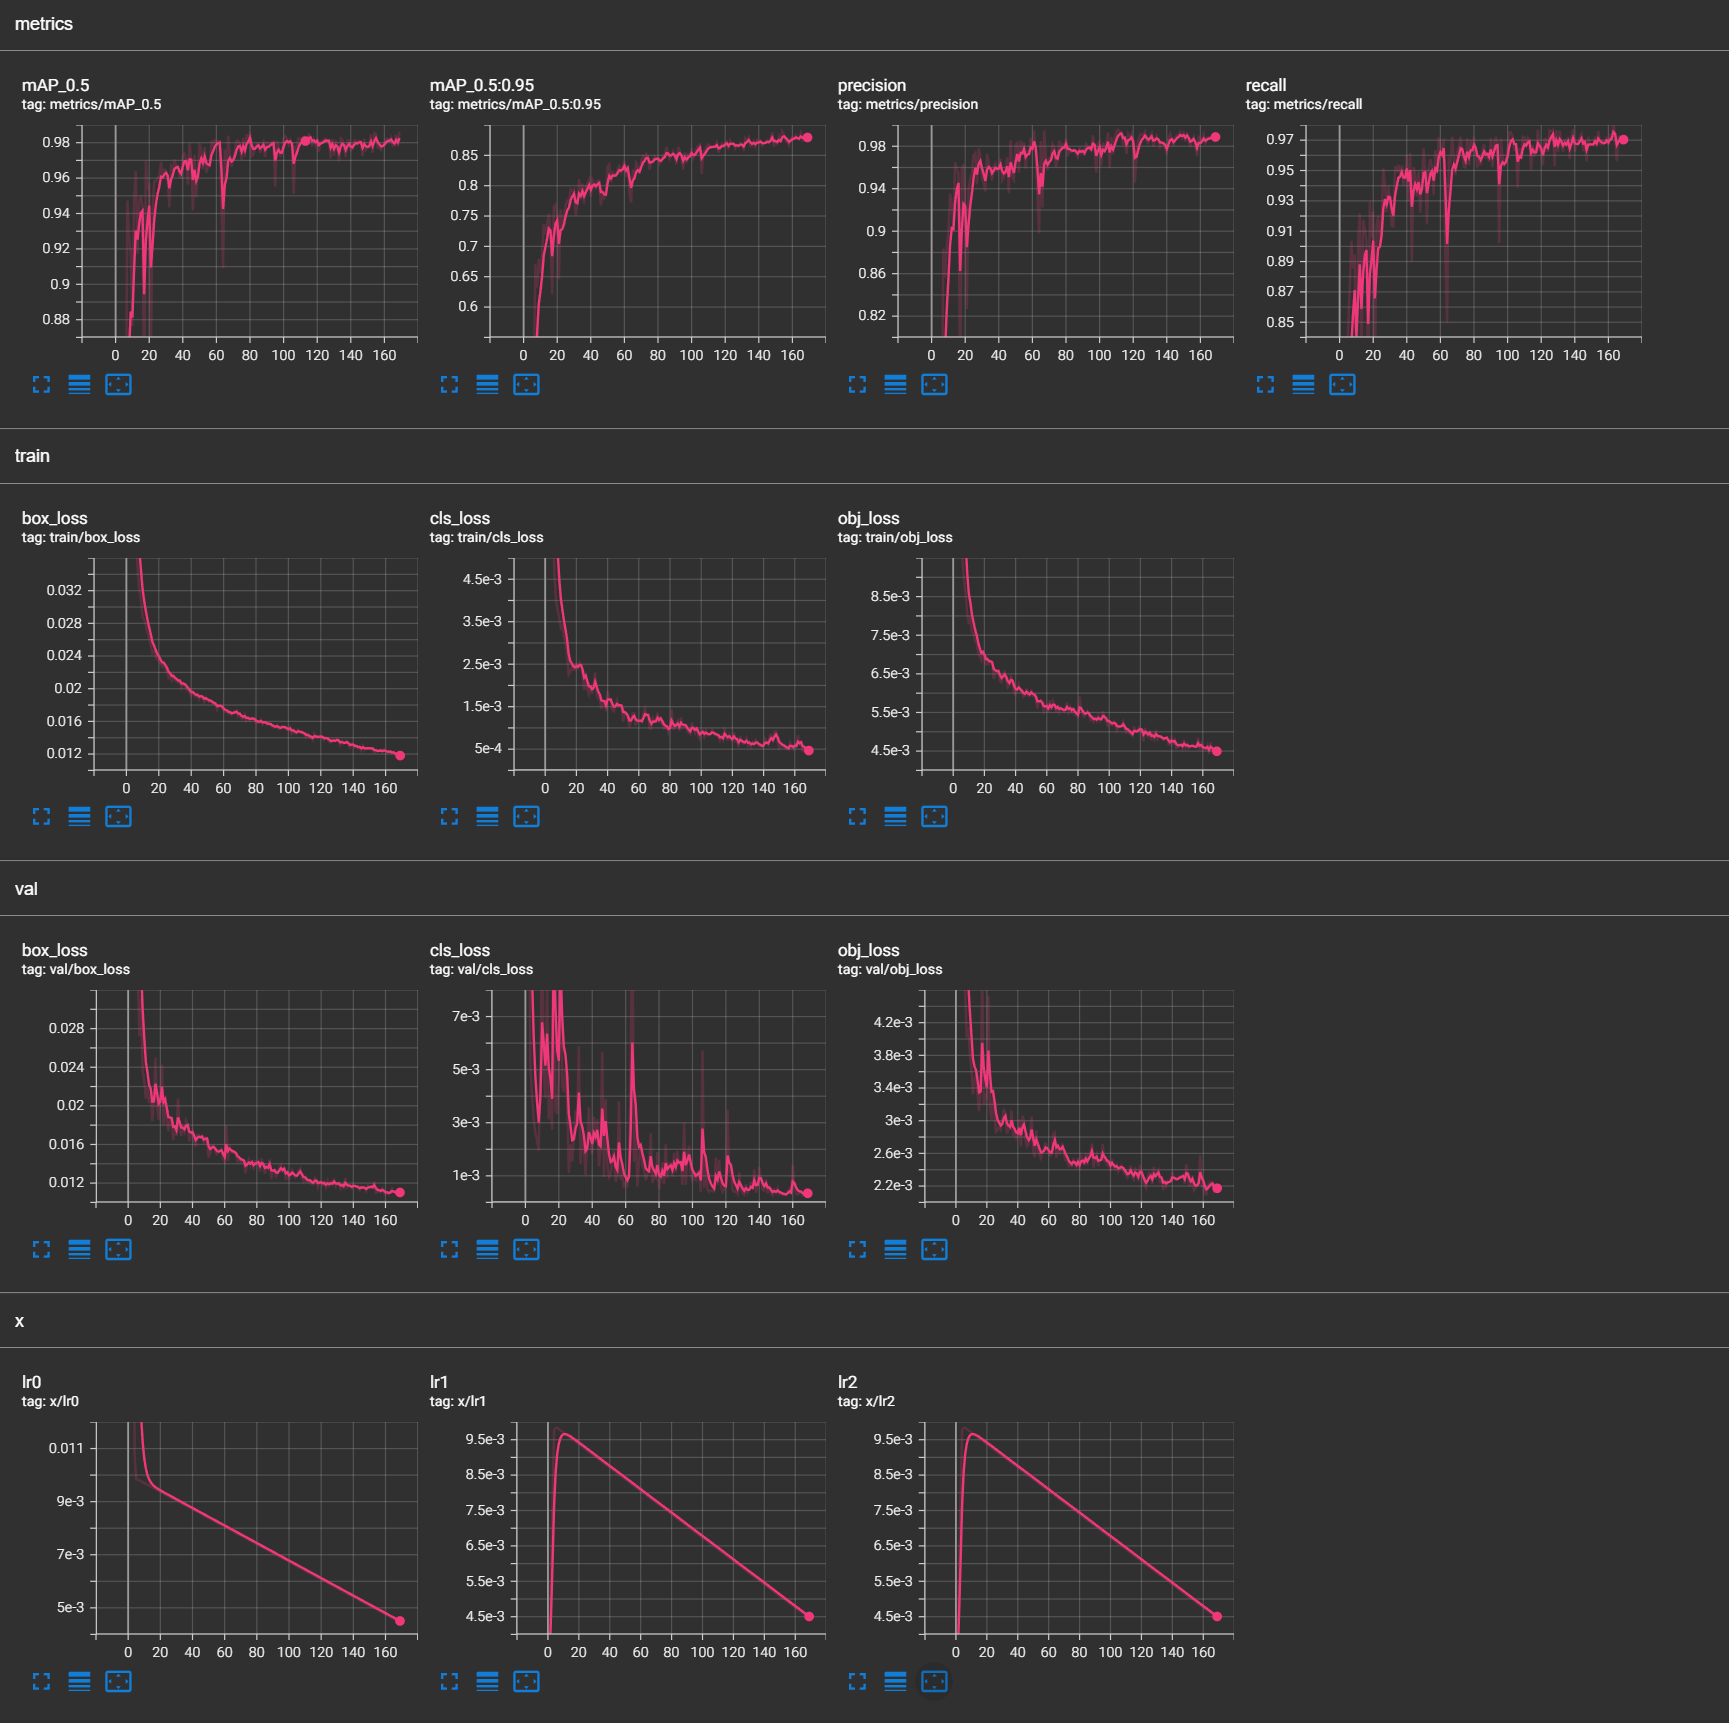 metrics
mAP_0.5
tag: metrics/mAP_0.5
0.98
0.96
0.94
0.92
0.9
0.88
0 20 40 60 80 100 120 140 160
mAP_0.5:0.95
tag: metrics/mAP_0.5:0.95
0.85
0.8
0.75
0.7
0.65
0.6
0 20 40 60 80 100 120 140 160
precision
tag: metrics/precision
0.98
0.94
0.9
0.86
0.82
0 20 40 60 80 100 120 140 160
recall
tag: metrics/recall
0.97
0.95
0.93
0.91
0.89
0.87
0.85
0 20 40 60 80 100 120 140 160
train
box_loss
tag: train/box_loss
0.032
0.028
0.024
0.02
0.016
0.012
0 20 40 60 80 100 120 140 160
cls_loss
tag: train/cls_loss
4.5e-3
3.5e-3
2.5e-3
1.5e-3
5e-4
0 20 40 60 80 100 120 140 160
obj_loss
tag: train/obj_loss
8.5e-3
7.5e-3
6.5e-3
5.5e-3
4.5e-3
0 20 40 60 80 100 120 140 160
val
box_loss
tag: val/box_loss
0.028
0.024
0.02
0.016
0.012
0 20 40 60 80 100 120 140 160
cls_loss
tag: val/cls_loss
7e-3
5e-3
3e-3
1e-3
0 20 40 60 80 100 120 140 160
obj_loss
tag: val/obj_loss
4.2e-3
3.8e-3
3.4e-3
3e-3
2.6e-3
2.2e-3
0 20 40 60 80 100 120 140 160
x
lr0
tag: x/lr0
0.011
9e-3
7e-3
5e-3
0 20 40 60 80 100 120 140 160
lr1
tag: x/lr1
9.5e-3
8.5e-3
7.5e-3
6.5e-3
5.5e-3
4.5e-3
0 20 40 60 80 100 120 140 160
lr2
tag: x/lr2
9.5e-3
8.5e-3
7.5e-3
6.5e-3
5.5e-3
4.5e-3
0 20 40 60 80 100 120 140 160